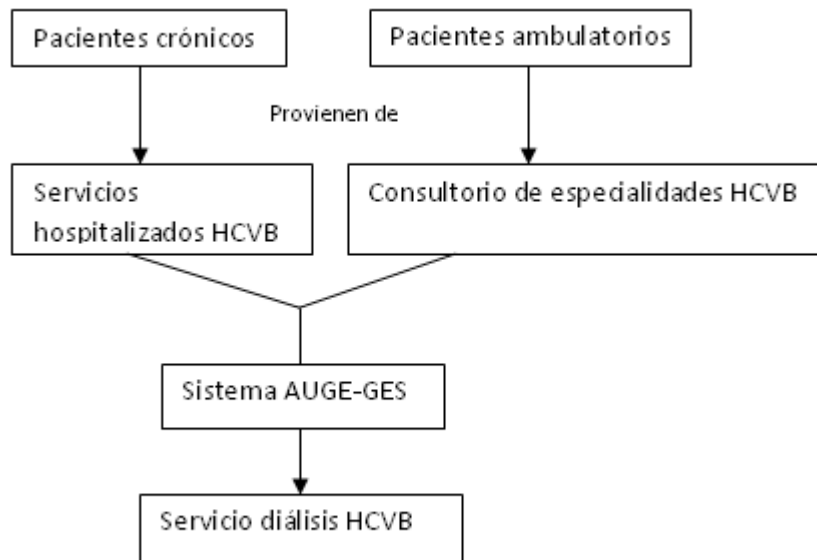 Pacientes crónicos
Pacientes ambulatorios
Provienen de
Servicios
hospitalizados HCVB
Consultorio de especialidades HCVB
Sistema AUGE-GES
Servicio diálisis HCVB